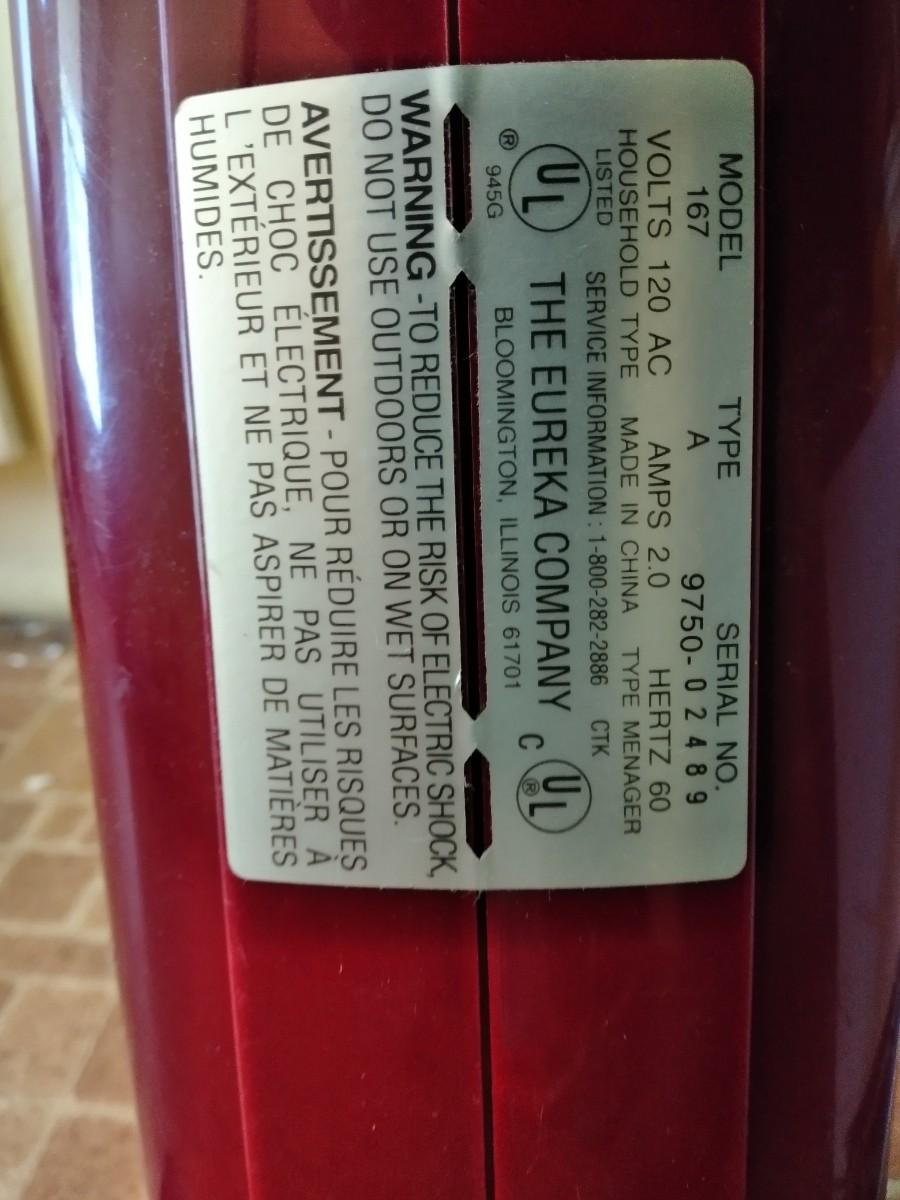 MODEL TYPE SERIAL NO.
167 A 9750-02489
VOLTS 120 AC AMPS 2.0 HERTZ 60
HOUSEHOLD TYPE MADE IN CHINA TYPE MENAGER
LISTED SERVICE INFORMATION : 1-800-282-2886 CTK
UL THE EUREKA COMPANY C UL ®
® 945G BLOOMINGTON, ILLINOIS 61701
WARNING -TO REDUCE THE RISK OF ELECTRIC SHOCK,
DO NOT USE OUTDOORS OR ON WET SURFACES.
AVERTISSEMENT - POUR RÉDUIRE LES RISQUES
DE CHOC ÉLECTRIQUE, NE PAS UTILISER À
L 'EXTÉRIEUR ET NE PAS ASPIRER DE MATIÈRES
HUMIDES.